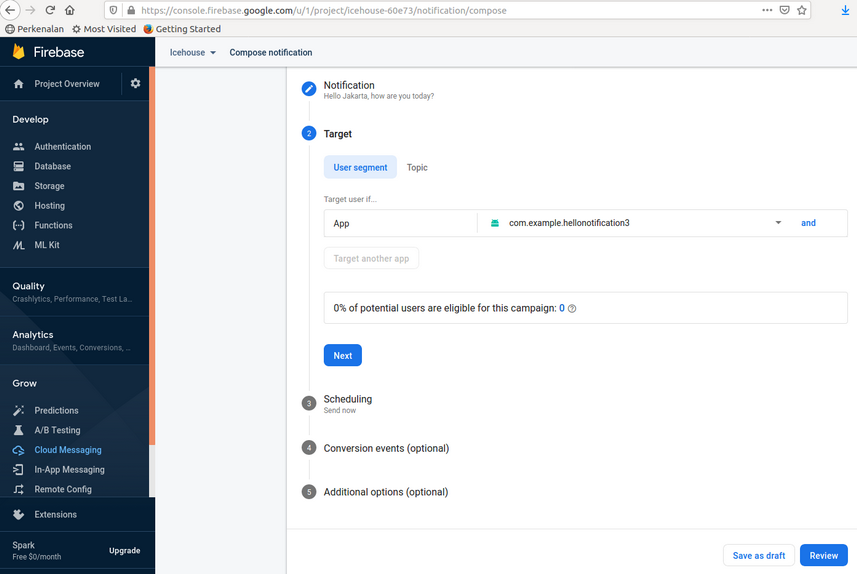 https://console.firebase.google.com/u/1/project/icehouse-60e73/notification/compose
Perkenalan
Most Visited
Getting Started
Firebase
Icehouse
Compose notification
Project Overview
Develop
Authentication
Database
Storage
Hosting
Functions
ML Kit
Quality
Crashlytics, Performance, Test La...
Analytics
Dashboard, Events, Conversions, ...
Grow
Predictions
A/B Testing
Cloud Messaging
In-App Messaging
Remote Config
Extensions
Spark
Free $0/month
Upgrade
Notification
Hello Jakarta, how are you today?
2 Target
User segment
Topic
Target user if...
App
com.example.hellonotification3
and
Target another app
0% of potential users are eligible for this campaign: 0
Next
3 Scheduling
Send now
4 Conversion events (optional)
5 Additional options (optional)
Save as draft
Review